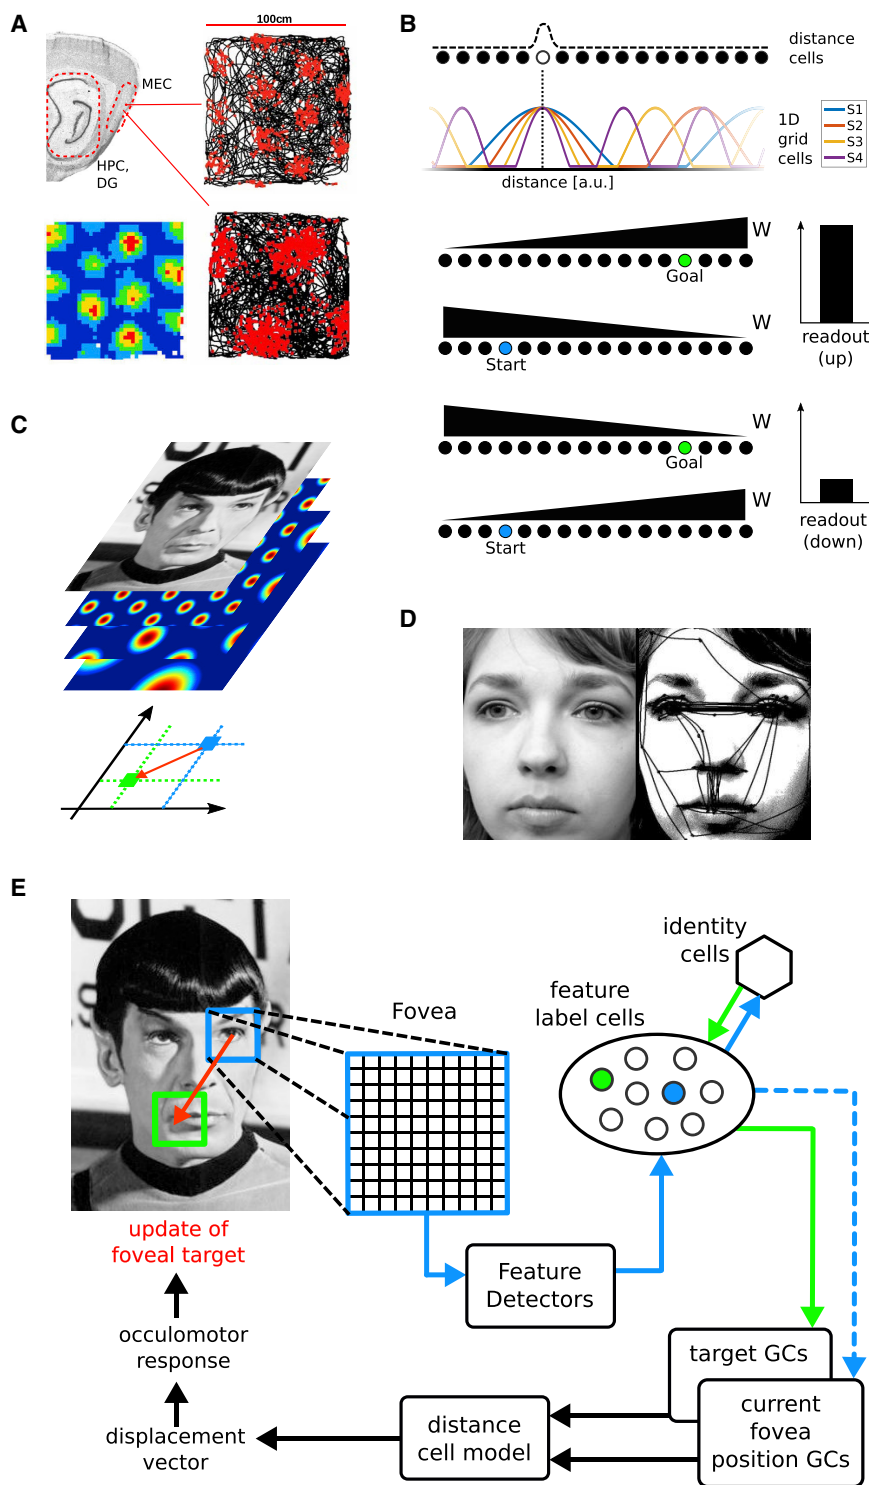 A
100cm
MEC
HPC,
DG
B
distance
cells
S1
S2
S3
S4
1D
grid
cells
distance [a.u.]
W
Goal
W
Start
readout
(up)
W
Goal
W
Start
readout
(down)
C
D
E
identity
cells
Fovea
feature
label cells
update of
foveal target
Feature
Detectors
occulomotor
response
target GCs
displacement
vector
distance
cell model
current
fovea
position GCs